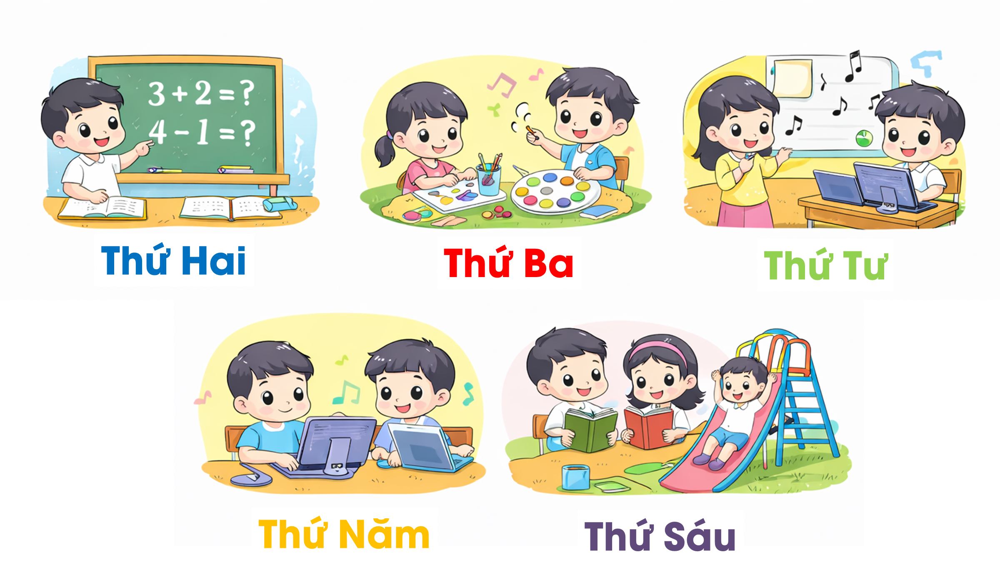 3 + 2 = ?
4 - 1 = ?
Thứ Hai
Thứ Ba
Thứ Tư
Thứ Năm
Thứ Sáu